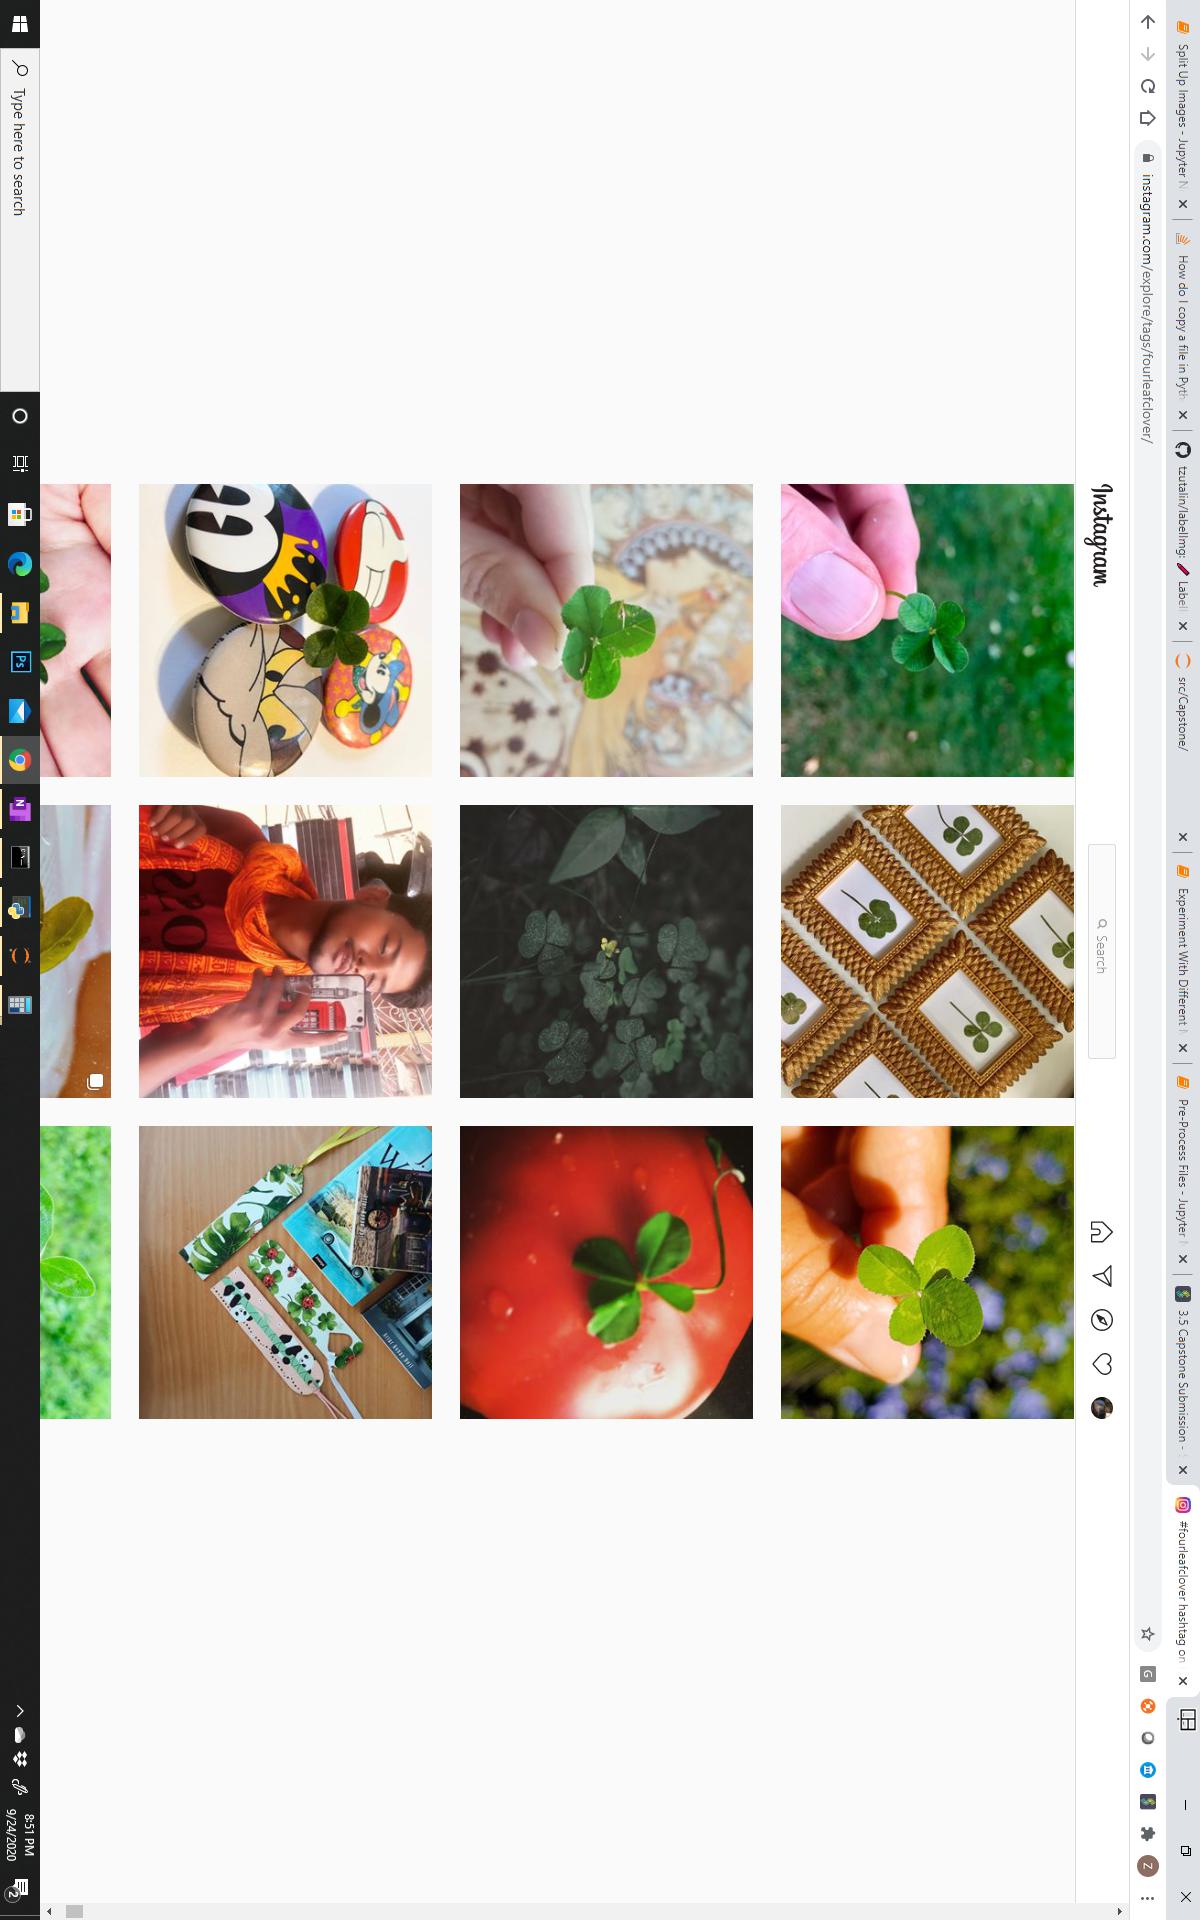 Split Up Images - Jupyter N
How do I copy a file in Pyth
tzutalin/labelImg: Label
src/Capstone/
Experiment With Different
Pre-Process Files - Jupyter
3.5 Capstone Submission -
#fourleafclover hashtag on
instagram.com/explore/tags/fourleafclover/
G
Z
Instagram
Search
Type here to search
Ps
N
8:51 PM
9/24/2020
2